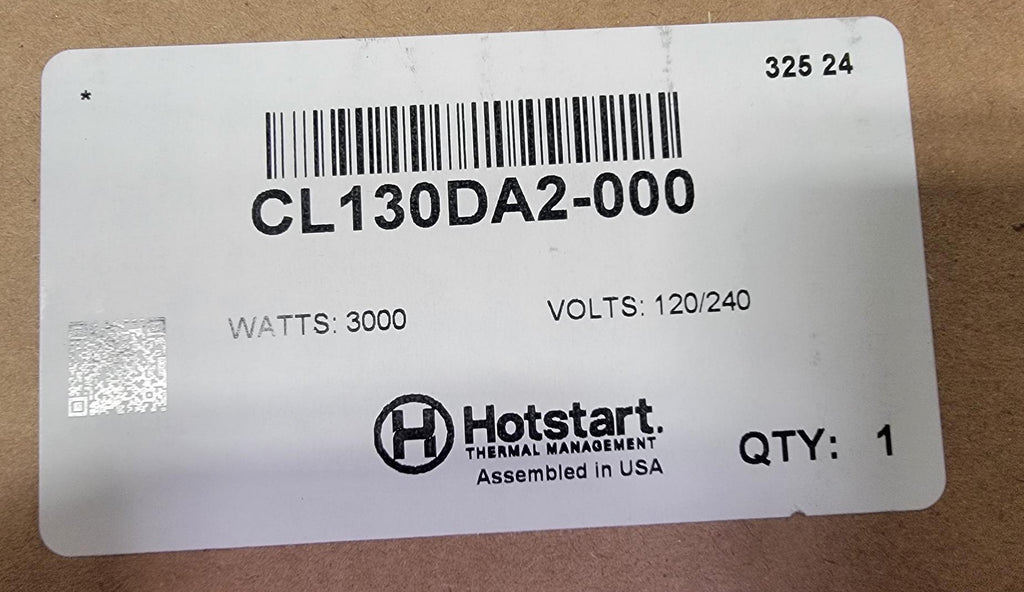 325 24
*
CL130DA2-000
WATTS: 3000 VOLTS: 120/240
H Hotstart.
THERMAL MANAGEMENT
Assembled in USA
QTY: 1